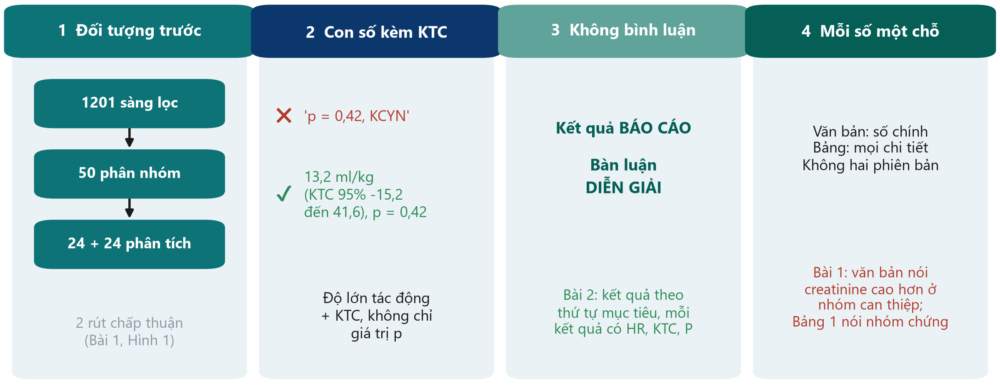 1 Đối tượng trước
1201 sàng lọc
50 phân nhóm
24 + 24 phân tích
2 rút chấp thuận
(Bài 1, Hình 1)
2 Con số kèm KTC
'p = 0,42, KCYN'
13,2 ml/kg
(KTC 95% -15,2
đến 41,6), p = 0,42
Độ lớn tác động
+ KTC, không chỉ
giá trị p
3 Không bình luận
Kết quả BÁO CÁO
Bàn luận
DIỄN GIẢI
Bài 2: kết quả theo
thứ tự mục tiêu, mỗi
kết quả có HR, KTC, P
4 Mỗi số một chỗ
Văn bản: số chính
Bảng: mọi chi tiết
Không hai phiên bản
Bài 1: văn bản nói
creatinine cao hơn ở
nhóm can thiệp;
Bảng 1 nói nhóm chứng